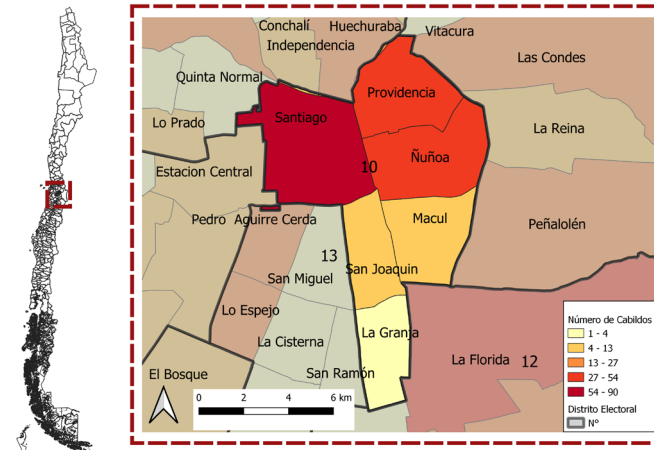 Conchalí
Huechuraba
Vitacura
Independencia
Las Condes
Quinta Normal
Providencia
Lo Prado
Santiago
La Reina
Ñuñoa
10
Estacion Central
Pedro Aguirre Cerda
Macul
Peñalolén
13
San Joaquin
San Miguel
Lo Espejo
La Granja
La Cisterna
La Florida
12
San Ramón
El Bosque
0 2 4 6 km
Número de Cabildos
1 - 4
4 - 13
13 - 27
27 - 54
54 - 90
Distrito Electoral
N°